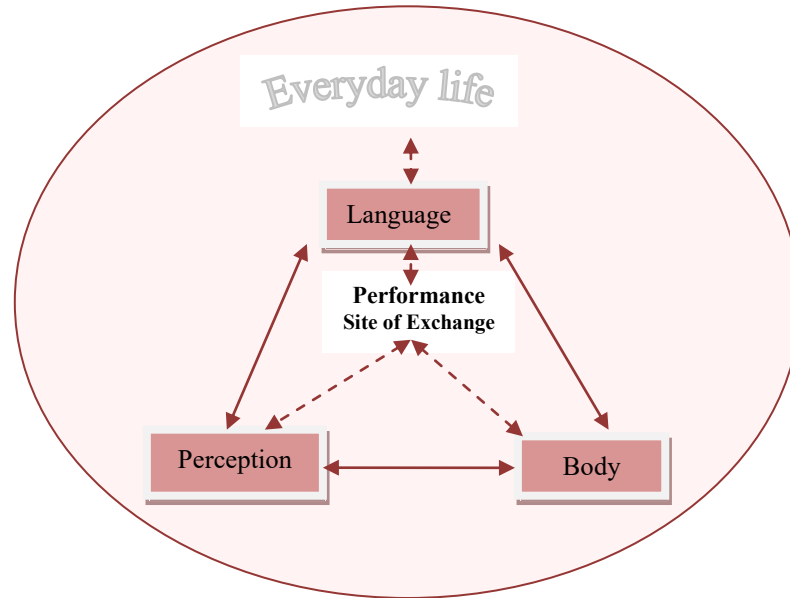 Everyday life
Language
Performance
Site of Exchange
Perception
Body